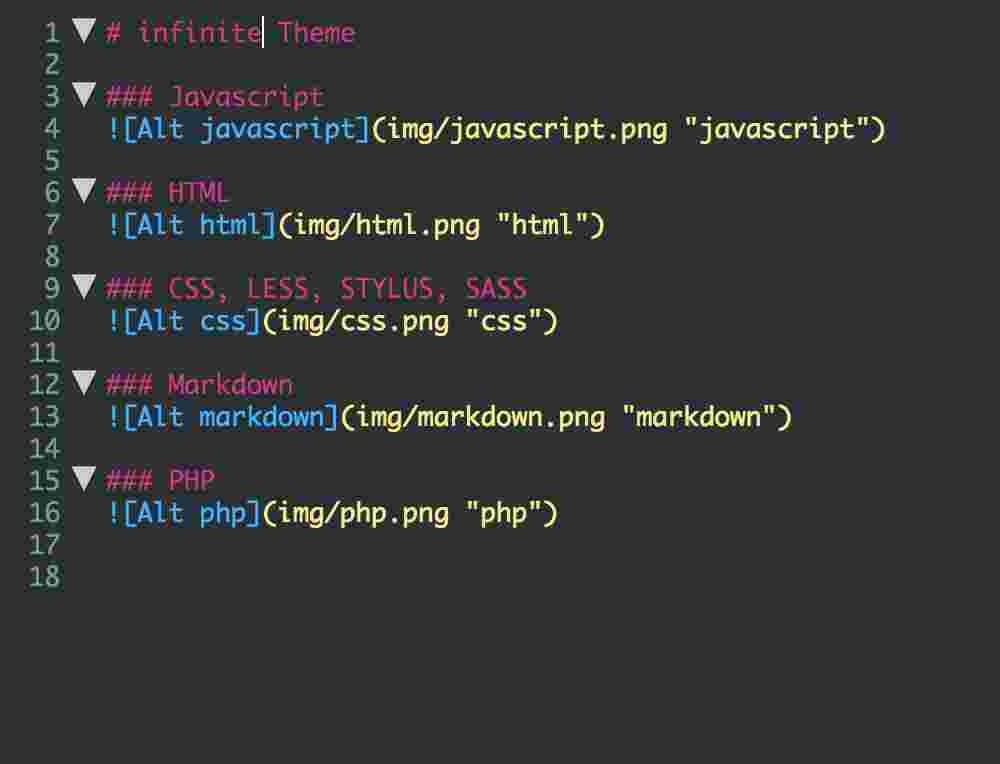 1 # infinite Theme
2
3 ### Javascript
4 ![Alt javascript](img/javascript.png "javascript")
5
6 ### HTML
7 ![Alt html](img/html.png "html")
8
9 ### CSS, LESS, STYLUS, SASS
10 ![Alt css](img/css.png "css")
11
12 ### Markdown
13 ![Alt markdown](img/markdown.png "markdown")
14
15 ### PHP
16 ![Alt php](img/php.png "php")
17
18